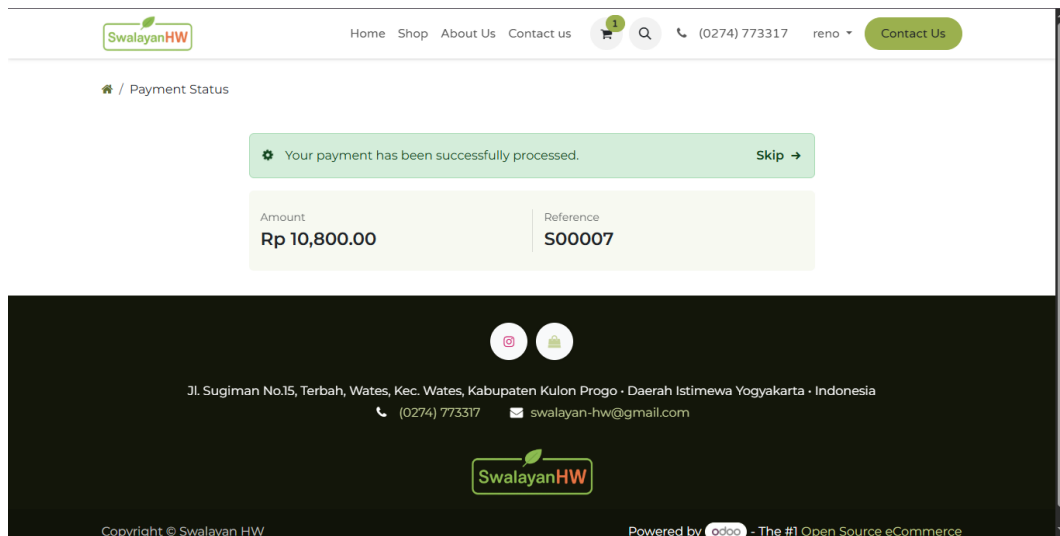 SwalayanHW
Home Shop About Us Contact us 1 (0274) 773317 reno Contact Us
/ Payment Status
Your payment has been successfully processed. Skip →
Amount
Rp 10,800.00
Reference
S00007
Jl. Sugiman No.15, Terbah, Wates, Kec. Wates, Kabupaten Kulon Progo • Daerah Istimewa Yogyakarta • Indonesia
(0274) 773317 swalayan-hw@gmail.com
SwalayanHW
Copyright © Swalayan HW Powered by odoo - The #1 Open Source eCommerce